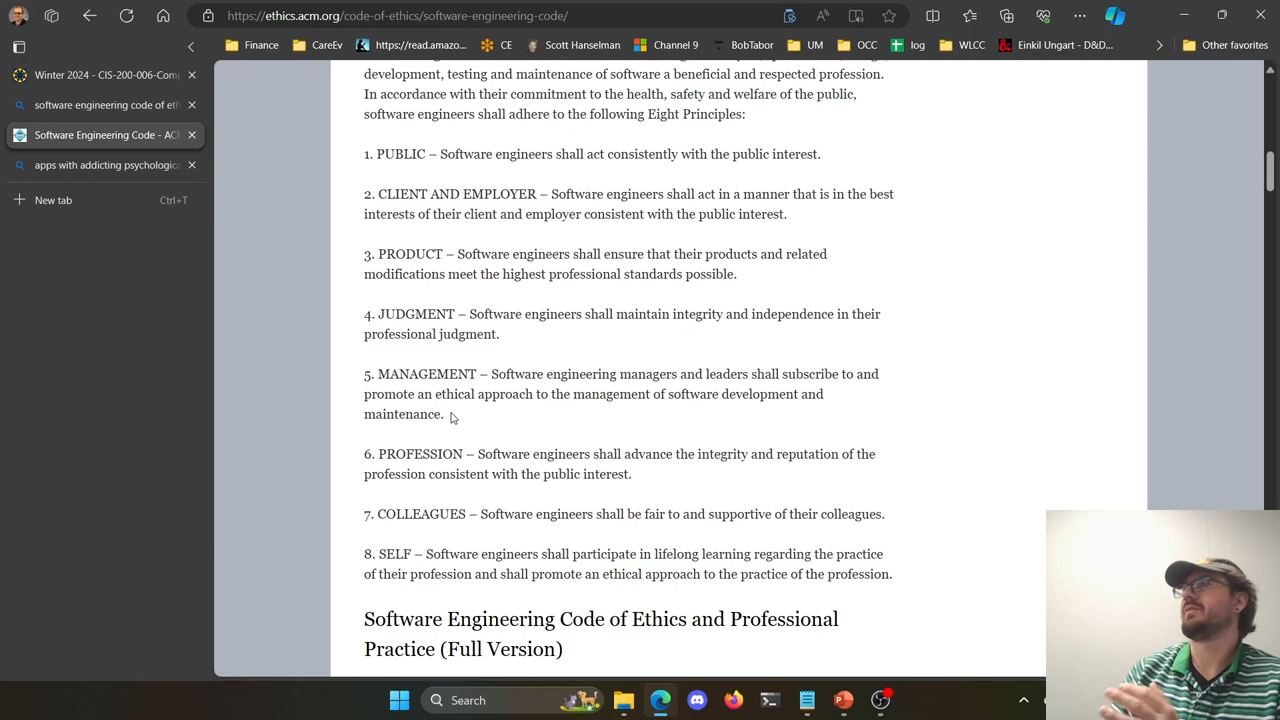 https://ethics.acm.org/code-of-ethics/software-engineering-code/
Finance
CareEv
https://read.amazo...
CE
Scott Hanselman
Channel 9
BobTabor
UM
OCC
log
WLCC
Einkil Ungart - D&D...
Other favorites
Winter 2024 - CIS-200-006-Com
software engineering code of et
Software Engineering Code - AC
apps with addicting psychologic
New tab
Ctrl+T
development, testing and maintenance of software a beneficial and respected profession.
In accordance with their commitment to the health, safety and welfare of the public,
software engineers shall adhere to the following Eight Principles:
1. PUBLIC – Software engineers shall act consistently with the public interest.
2. CLIENT AND EMPLOYER – Software engineers shall act in a manner that is in the best
interests of their client and employer consistent with the public interest.
3. PRODUCT – Software engineers shall ensure that their products and related
modifications meet the highest professional standards possible.
4. JUDGMENT – Software engineers shall maintain integrity and independence in their
professional judgment.
5. MANAGEMENT – Software engineering managers and leaders shall subscribe to and
promote an ethical approach to the management of software development and
maintenance.
6. PROFESSION – Software engineers shall advance the integrity and reputation of the
profession consistent with the public interest.
7. COLLEAGUES – Software engineers shall be fair to and supportive of their colleagues.
8. SELF – Software engineers shall participate in lifelong learning regarding the practice
of their profession and shall promote an ethical approach to the practice of the profession.
Software Engineering Code of Ethics and Professional
Practice (Full Version)
Search